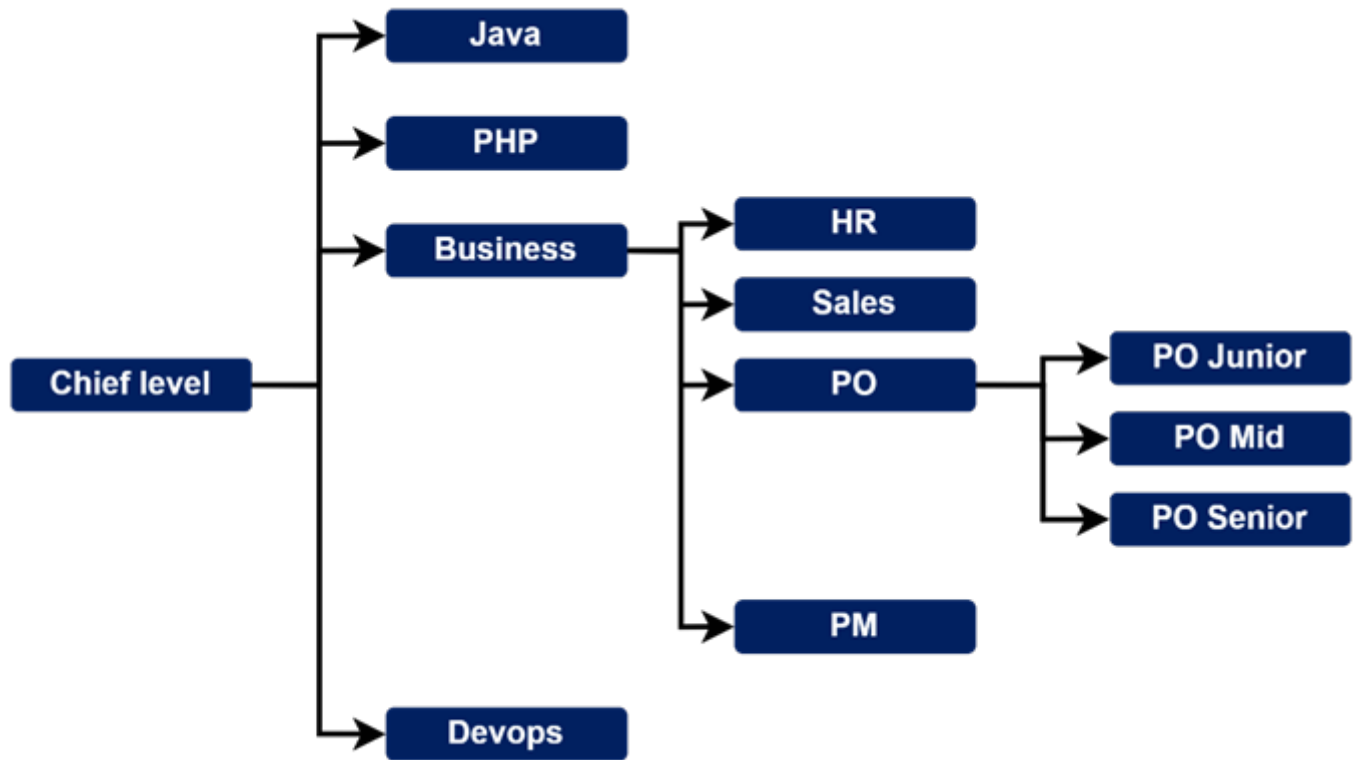 Java
PHP
HR
Business
Sales
PO Junior
Chief level
PO
PO Mid
PO Senior
PM
Devops